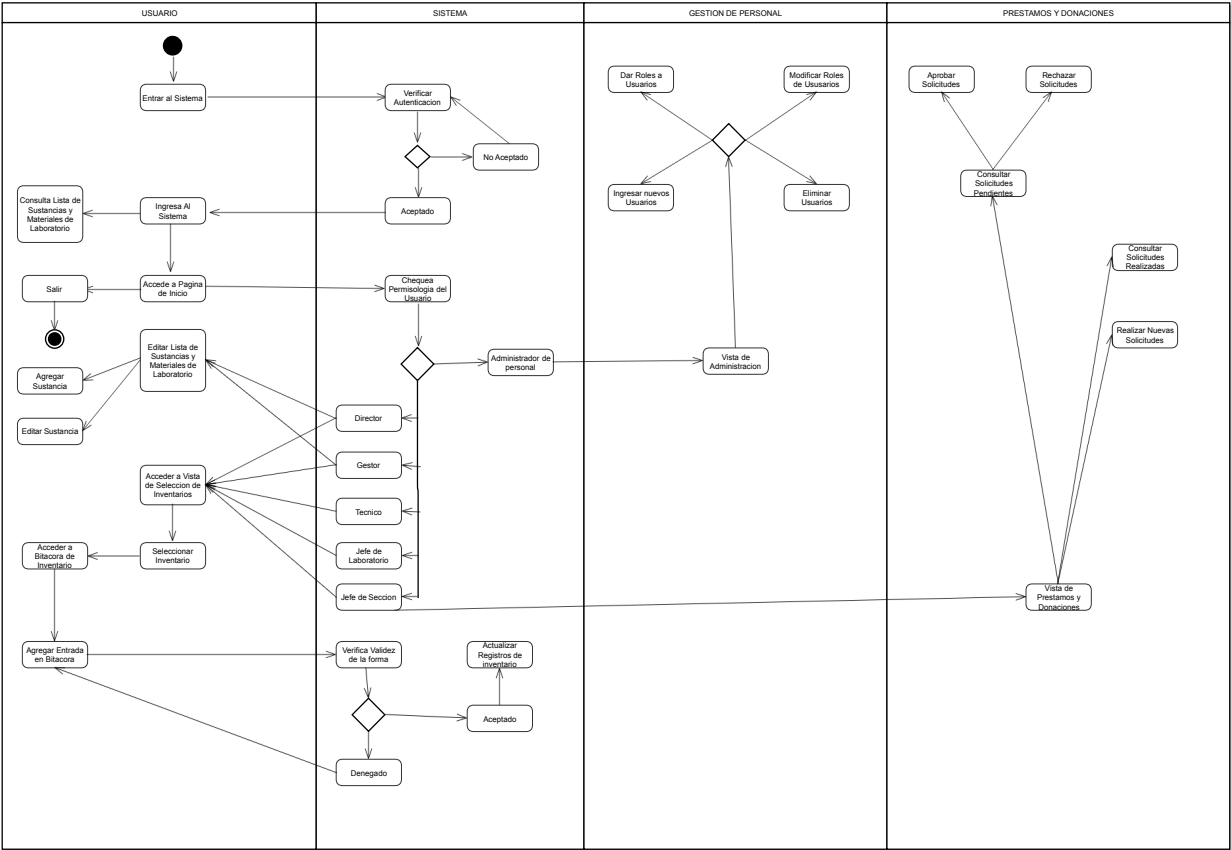 USUARIO
SISTEMA
GESTION DE PERSONAL
PRESTAMOS Y DONACIONES
Entrar al Sistema
Verificar
Autenticacion
No Aceptado
Aceptado
Ingresa Al
Sistema
Consulta Lista de
Sustancias y
Materiales de
Laboratorio
Salir
Accede a Pagina
de Inicio
Chequea
Permisologia del
Usuario
Editar Lista de
Sustancias y
Materiales de
Laboratorio
Agregar
Sustancia
Editar Sustancia
Administrador de
personal
Director
Gestor
Tecnico
Jefe de
Laboratorio
Jefe de Seccion
Acceder a Vista
de Seleccion de
Inventarios
Seleccionar
Inventario
Acceder a
Bitacora de
Inventario
Agregar Entrada
en Bitacora
Verifica Validez
de la forma
Actualizar
Registros de
inventario
Aceptado
Denegado
Dar Roles a
Usuarios
Modificar Roles
de Ususarios
Ingresar nuevos
Usuarios
Eliminar
Usuarios
Vista de
Administracion
Aprobar
Solicitudes
Rechazar
Solicitudes
Consultar
Solicitudes
Pendientes
Consultar
Solicitudes
Realizadas
Realizar Nuevas
Solicitudes
Vista de
Prestamos y
Donaciones